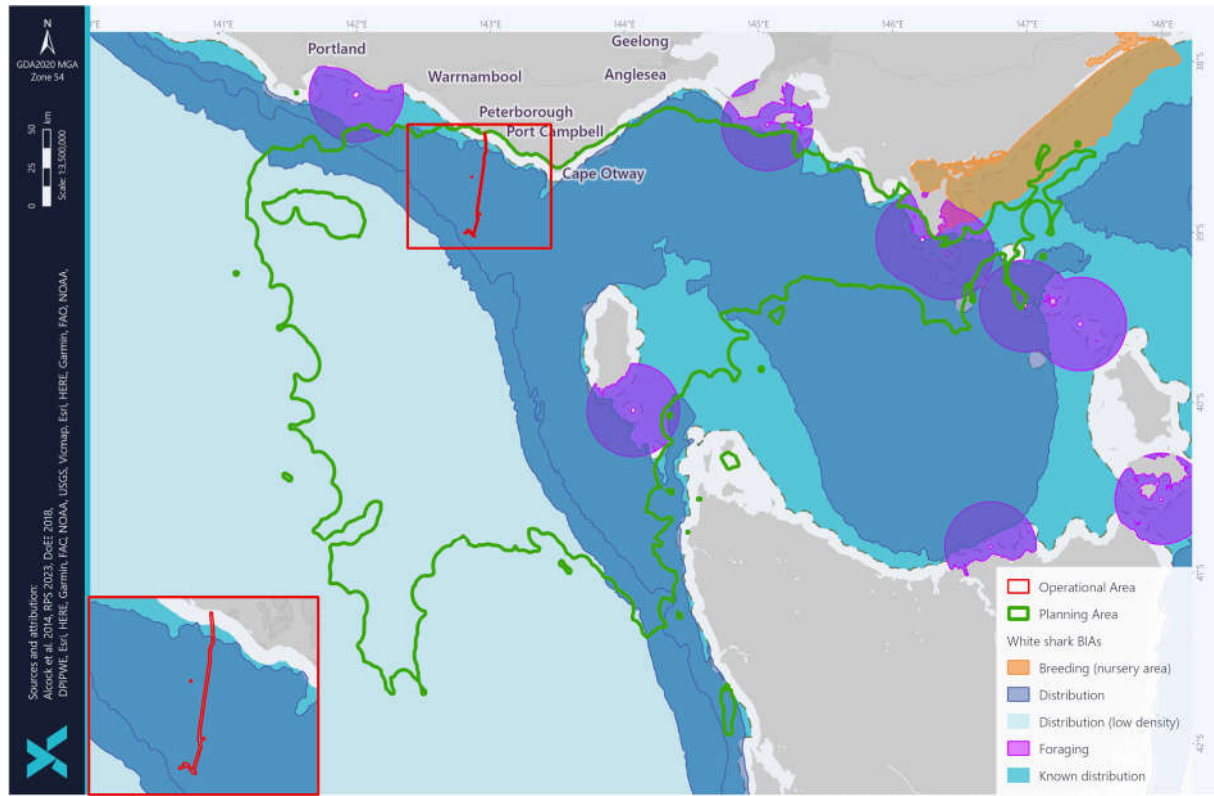 N
GDA2020 MGA
Zone 54
0 25 50
km
Scale: 1:3,500,000
Sources and attribution:
Alcock et al. 2014, RPS 2023, DoEE 2018,
DPIPWE, Esri, HERE, Garmin, FAO, NOAA, USGS, Vicmap, Esri, HERE, Garmin, FAO, NOAA,
141°E
142°E
143°E
144°E
145°E
146°E
147°E
148°E
38°S
39°S
40°S
41°S
42°S
Portland
Warrnambool
Geelong
Anglesea
Peterborough
Port Campbell
Cape Otway
Operational Area
Planning Area
White shark BIAs
Breeding (nursery area)
Distribution
Distribution (low density)
Foraging
Known distribution